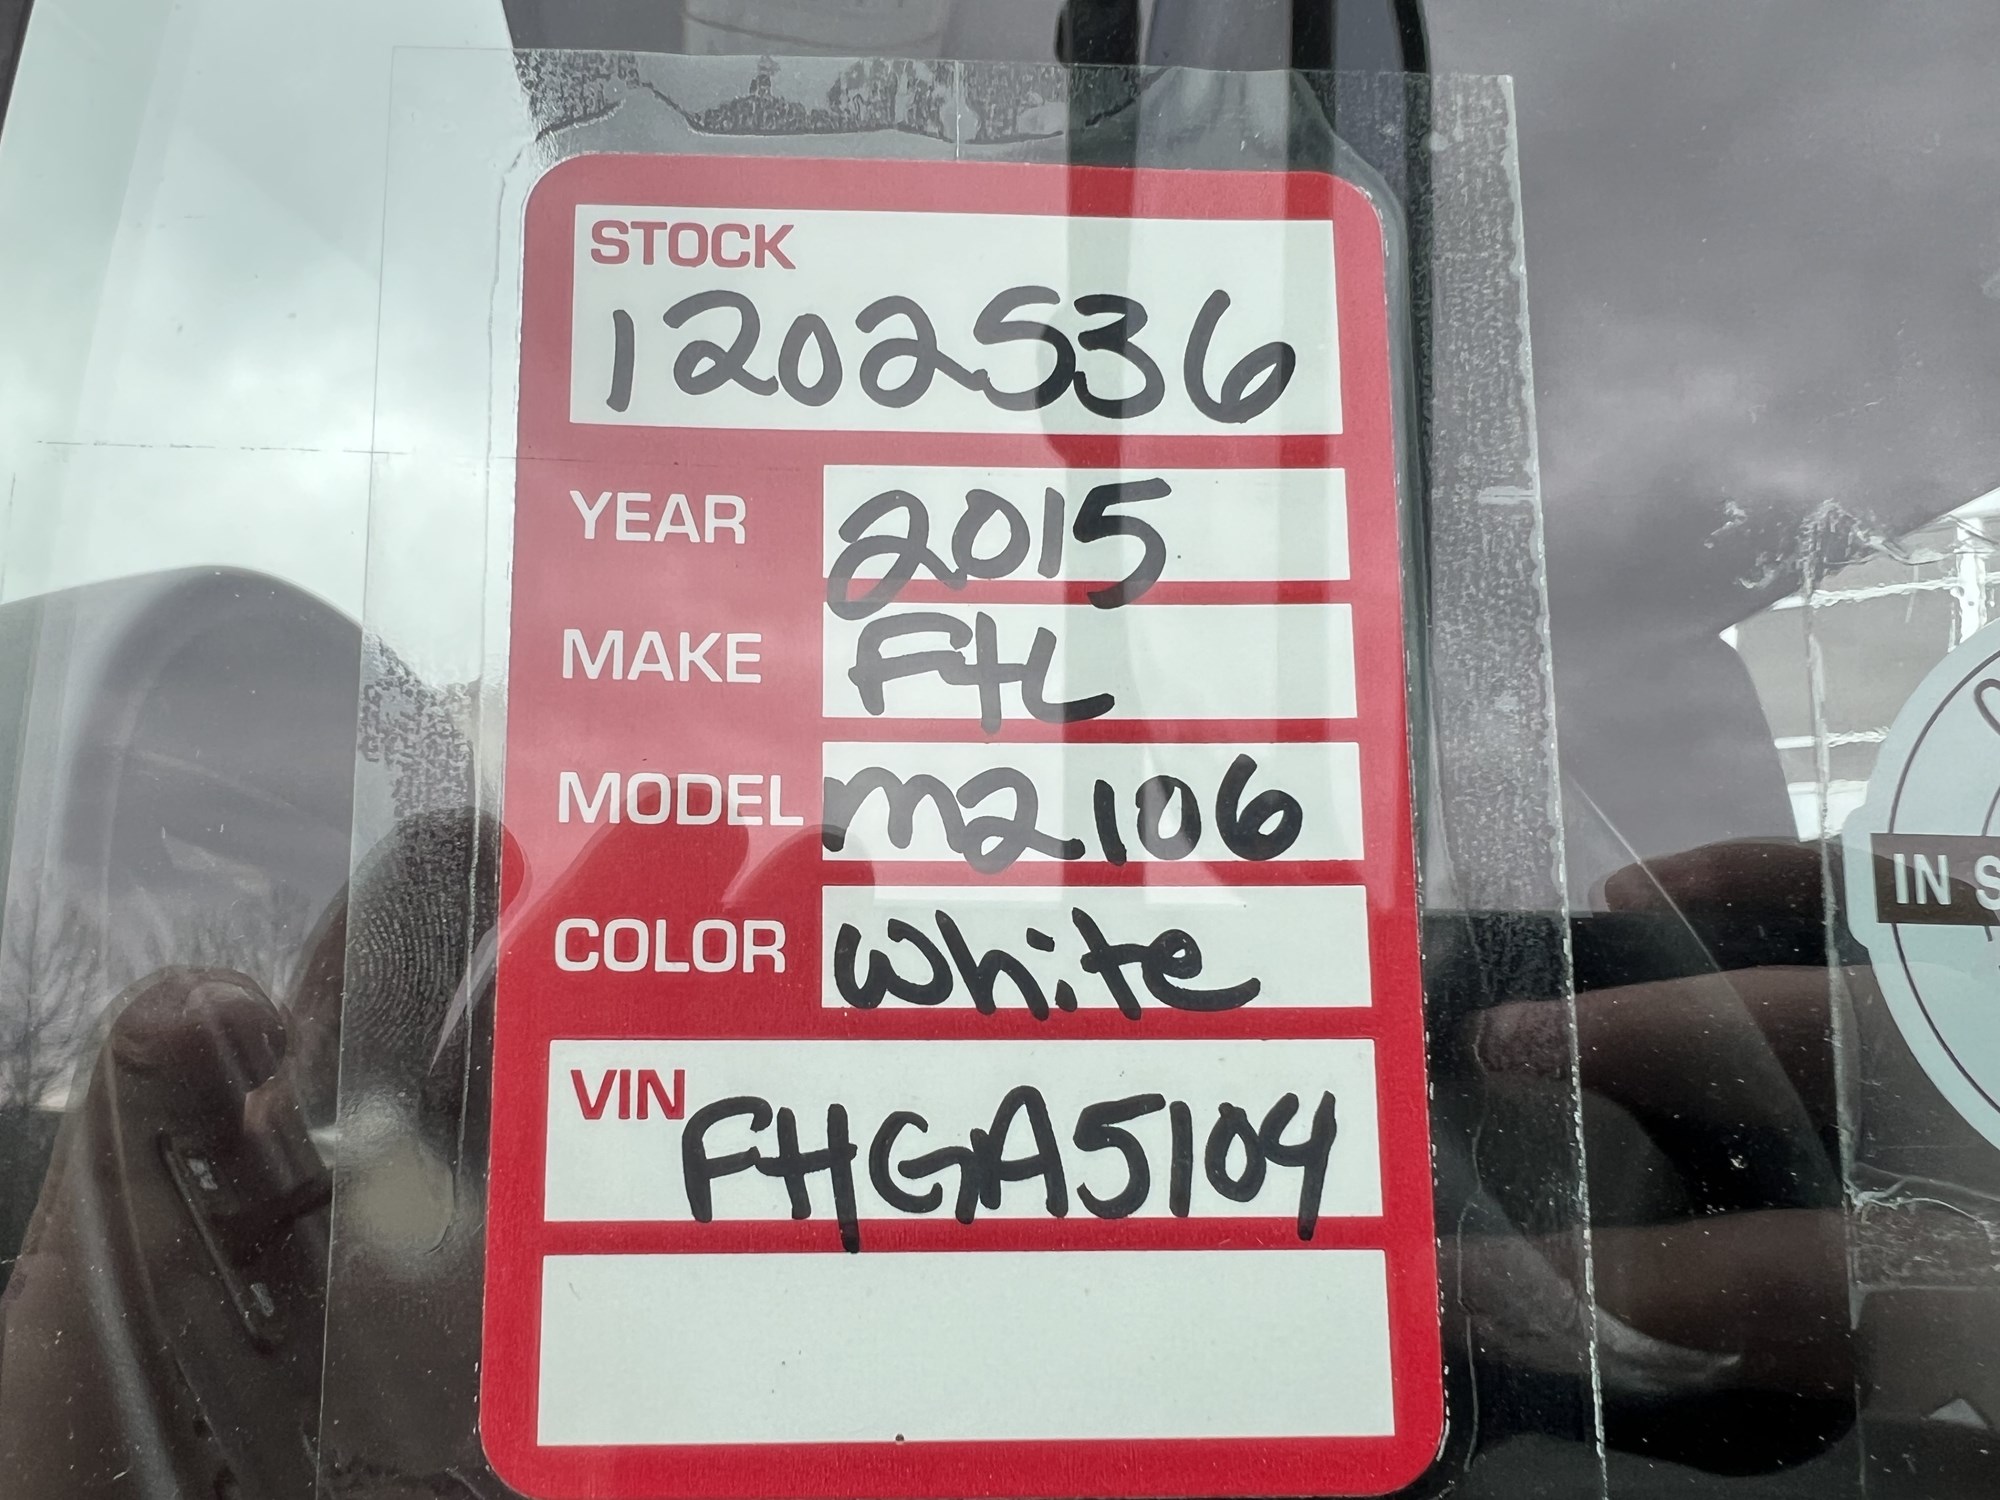 STOCK
1202536
YEAR 2015
MAKE FTL
MODEL M2106
COLOR White
VIN FHGA5104
IN